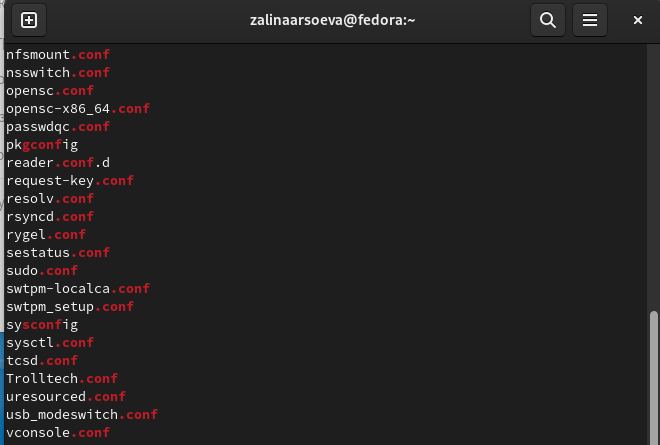 zalinaarsoeva@fedora:~
nfsmount.conf
nsswitch.conf
opensc.conf
opensc-x86_64.conf
passwdqc.conf
pkgconfig
reader.conf.d
request-key.conf
resolv.conf
rsyncd.conf
rygel.conf
sestatus.conf
sudo.conf
swtpm-localca.conf
swtpm_setup.conf
sysconfig
sysctl.conf
tcsd.conf
Trolltech.conf
uresourced.conf
usb_modeswitch.conf
vconsole.conf